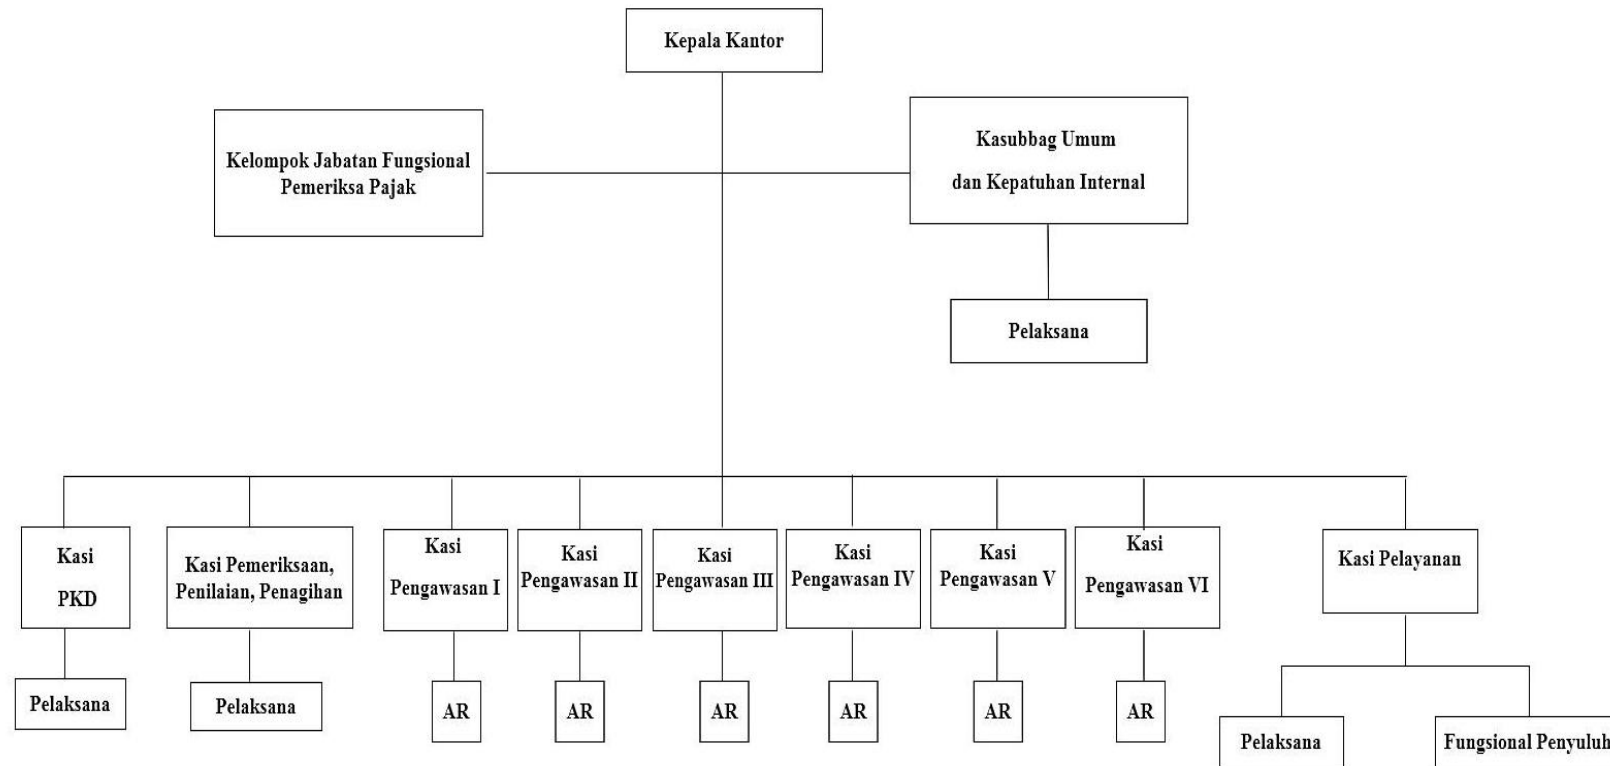 Kepala Kantor
Kelompok Jabatan Fungsional
Pemeriksa Pajak
Kasubbag Umum
dan Kepatuhan Internal
Pelaksana
Kasi
PKD
Kasi Pemeriksaan,
Penilaian, Penagihan
Kasi
Pengawasan I
Kasi
Pengawasan II
Kasi
Pengawasan III
Kasi
Pengawasan IV
Kasi
Pengawasan V
Kasi
Pengawasan VI
Kasi Pelayanan
Pelaksana
Pelaksana
AR
AR
AR
AR
AR
AR
Pelaksana
Fungsional Penyuluh